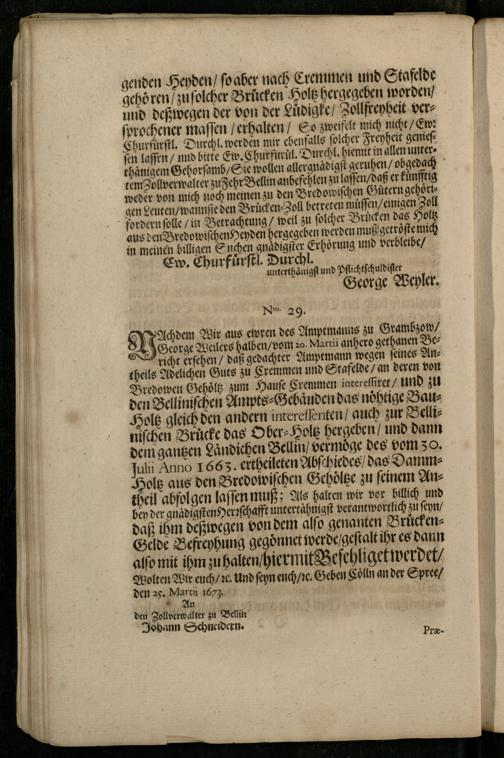 genden Heyden/ so aber nach Cremmen und Stafelde
gehören/ zu solcher Brücken Holtz hergegeben worden/
und deßwegen der von der Lüdigke/ Zollfreyheit ver-
sprochener massen/ erhalten/ So zweifelt mich nicht/ Ew.
Churfürstl. Durchl. werden mir ebenfalls solcher Freyheit genies-
sen lassen/ und bitte Ew. Churfürstl. Durchl. hiemit in allen unter-
thänigem Gehorsamb/ Sie wollen allergnädigst geruhen/ obgedach
tem Zollverwalter zu Fehr Bellin anbefehlen zu lassen/ daß er künfftig
weder von mich noch meinen zu den Bredowischen Gütern gehöri-
gen Leuten/ wann sie den Brücken-Zoll betreten müssen/ einigen Zoll
fordern solle/ in Betrachtung/ weil zu solcher Brücken das Holtz
aus den Bredowischen Heyden hergegeben werden muß/ getröste mich
in meinen billigen Suchen gnädigster Erhörung und verbleibe/
Ew. Churfürstl. Durchl.
unterthänigst und Pflichtschuldister
George Weyler.
Nro. 29.
NAchdem Wir aus ewren des Amptmanns zu Grambzow/
George Weilers halben/ vom 20. Martii anhero gethanen Be-
richt ersehen/ daß gedachter Amptmann wegen seines An-
theils Adelichen Guts zu Cremmen und Stafelde/ an deren von
Bredowen Gehöltz zum Hause Cremmen interessiret/ und zu
den Bellinischen Ampts-Gebäuden das nöhtige Bau-
Holtz gleich den andern interessenten/ auch zur Belli-
nischen Brücke das Ober-Holtz hergeben/ und dann
dem gantzen Ländichen Bellin/ vermöge des vom 30.
Julii Anno 1663. ertheileten Abschiedes/ das Damm-
Holtz aus den Bredowischen Gehöltze zu seinem An-
theil abfolgen lassen muß; Als halten wir vor billich und
bey der gnädigsten Herrschafft untertähnigst verantwortlich zu seyn/
daß ihm deßwegen von dem also genanten Brücken-
Gelde Befreyhung gegönnet werde/ gestalt ihr es dann
also mit ihm zu halten/ hiermit Befehliget werdet/
Wolten Wir euch/ ꝛc. Und seyn euch/ ꝛc. Geben Cölln an der Spree/
den 25. Martii 1673.
An
den Zollverwalter zu Bellin
Johann Schneidern.
Præ-